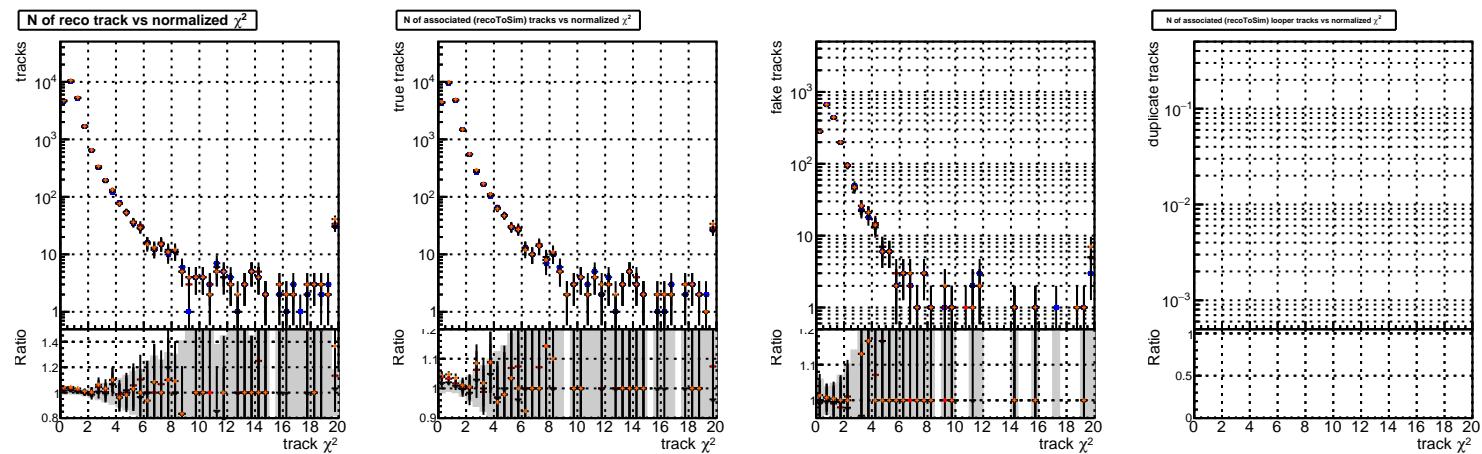 N of reco track vs normalized χ²
tracks
10⁴
10³
10²
10
1
Ratio
1.4
1.2
1
0.8
0 2 4 6 8 10 12 14 16 18 20
track χ²
N of associated (recoToSim) tracks vs normalized χ²
true tracks
10⁴
10³
10²
10
1
Ratio
1.2
1.1
1
0.9
0 2 4 6 8 10 12 14 16 18 20
track χ²
fake tracks
10³
10²
10
1
Ratio
1.2
1.1
1
0 2 4 6 8 10 12 14 16 18 20
track χ²
N of associated (recoToSim) looper tracks vs normalized χ²
duplicate tracks
10⁻¹
10⁻²
10⁻³
Ratio
1
0.5
0
0 2 4 6 8 10 12 14 16 18 20
track χ²